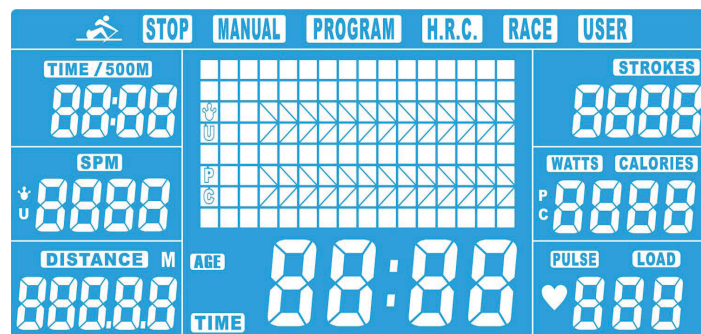 STOP MANUAL PROGRAM H.R.C. RACE USER
TIME / 500M
88:88
STROKES
8888
U
P
C
SPM
U
8888
WATTS CALORIES
P
C
8888
DISTANCE M
888.8.8
AGE
TIME
88:88
PULSE LOAD
888